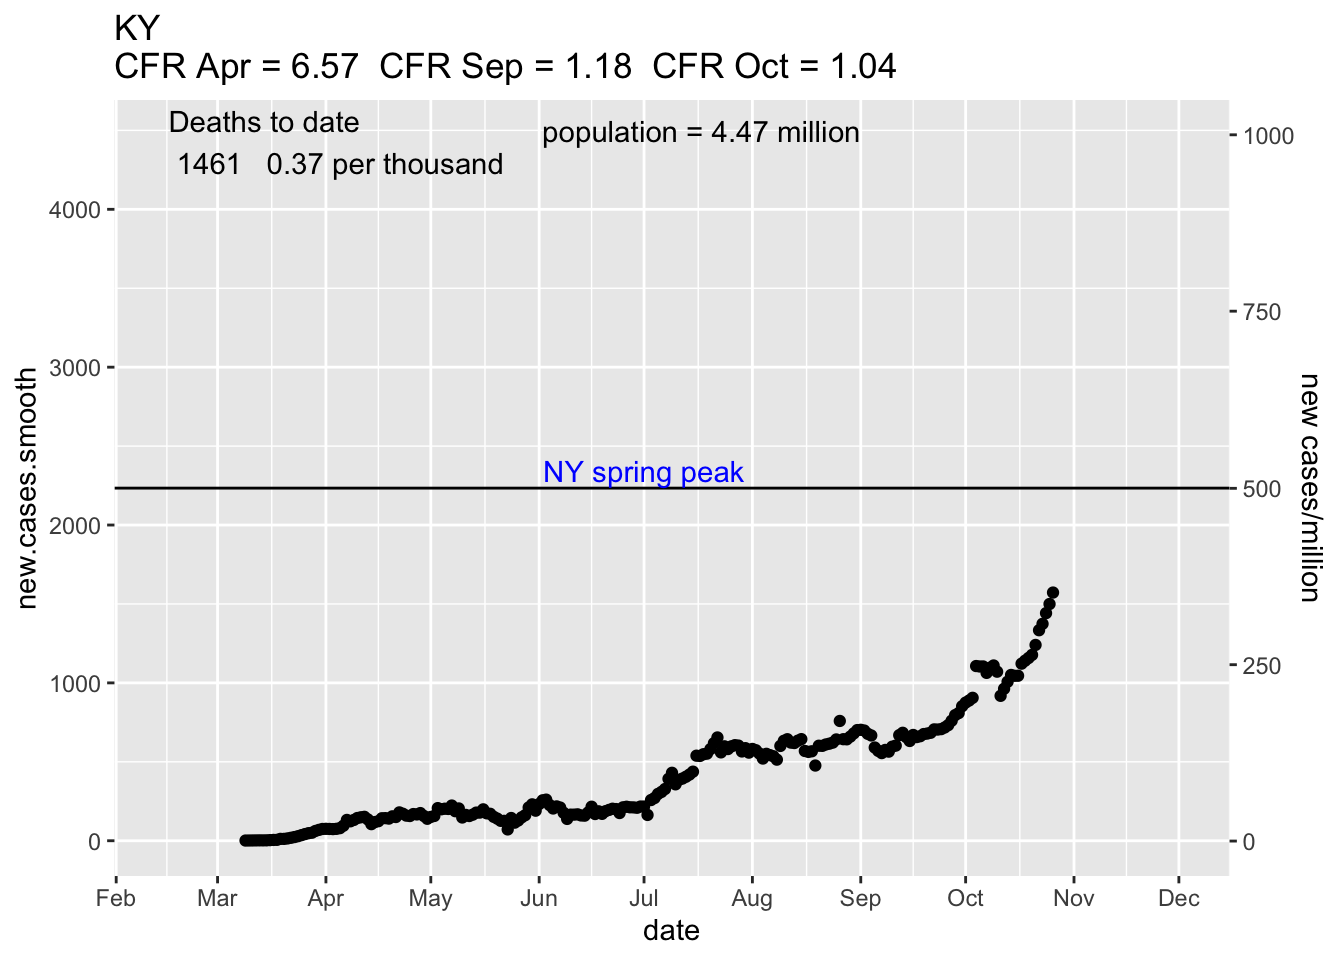 KY
CFR Apr = 6.57  CFR Sep = 1.18  CFR Oct = 1.04
Deaths to date
1461   0.37 per thousand
population = 4.47 million
NY spring peak
new.cases.smooth
4000
3000
2000
1000
0
1000
750
500
250
0
new cases/million
Feb Mar Apr May Jun Jul Aug Sep Oct Nov Dec
date